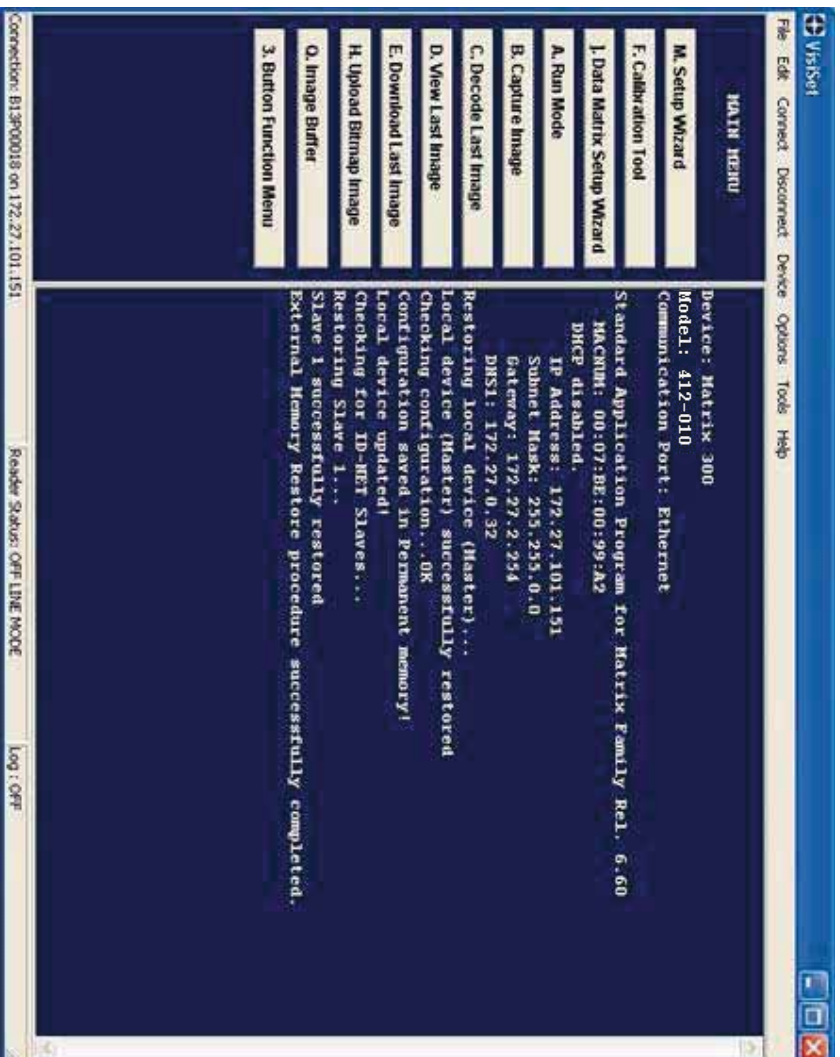 VisiSet
File Edit Connect Disconnect Device Options Tools Help
MAIN MENU
M. Setup Wizard
F. Calibration Tool
J. Data Matrix Setup Wizard
A. Run Mode
B. Capture Image
C. Decode Last Image
D. View Last Image
E. Download Last Image
H. Upload Bitmap Image
Q. Image Buffer
3. Button Function Menu
Device: Matrix 300
Model: 412-010
Communication Port: Ethernet
Standard Application Program for Matrix Family Rel. 6.60
MACNUM: 00:07:BE:00:99:A2
DHCP disabled.
IP Address: 172.27.101.151
Subnet Mask: 255.255.0.0
Gateway: 172.27.2.254
DNS1: 172.27.0.32
Restoring local device (Master)...
Local device (Master) successfully restored
Checking configuration...OK
Configuration saved in Permanent memory!
Local device updated!
Checking for ID-NET Slaves...
Restoring Slave 1...
Slave 1 successfully restored
External Memory Restore procedure successfully completed.
Connection: B13P00018 on 172.27.101.151
Reader Status: OFF LINE MODE
Log : OFF